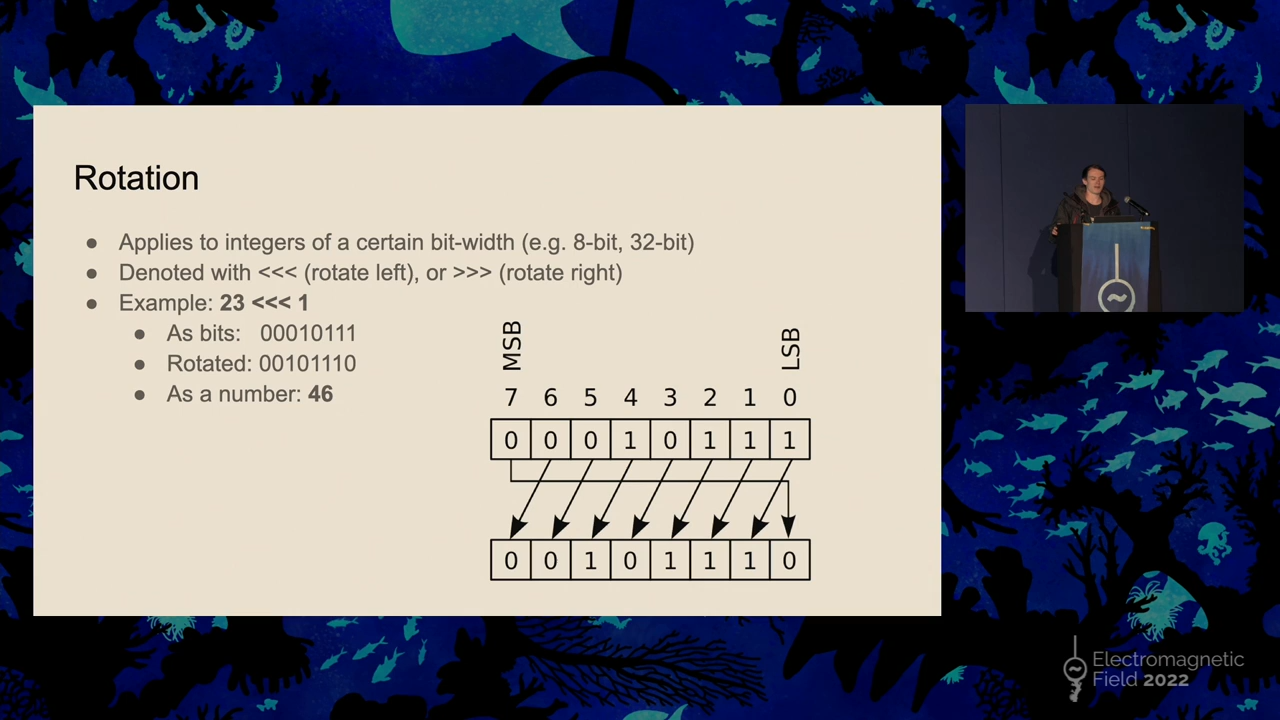 Rotation
● Applies to integers of a certain bit-width (e.g. 8-bit, 32-bit)
● Denoted with <<< (rotate left), or >>> (rotate right)
● Example: 23 <<< 1
● As bits: 00010111
● Rotated: 00101110
● As a number: 46
MSB LSB
7 6 5 4 3 2 1 0
0 0 0 1 0 1 1 1
0 0 1 0 1 1 1 0
Electromagnetic
Field 2022